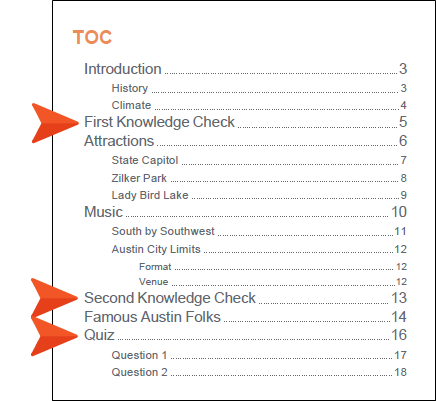 TOC
Introduction 3
History 3
Climate 4
First Knowledge Check 5
Attractions 6
State Capitol 7
Zilker Park 8
Lady Bird Lake 9
Music 10
South by Southwest 11
Austin City Limits 12
Format 12
Venue 12
Second Knowledge Check 13
Famous Austin Folks 14
Quiz 16
Question 1 17
Question 2 18